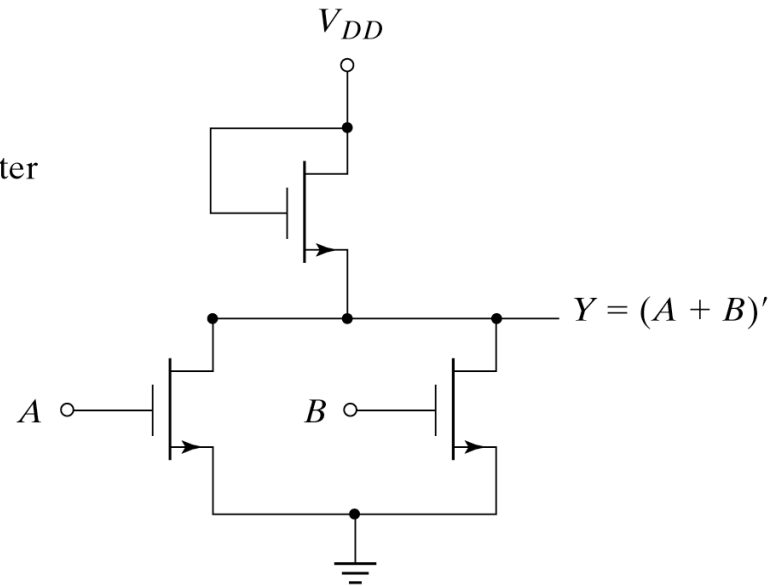 V_DD
ter
Y = (A + B)′
A
B